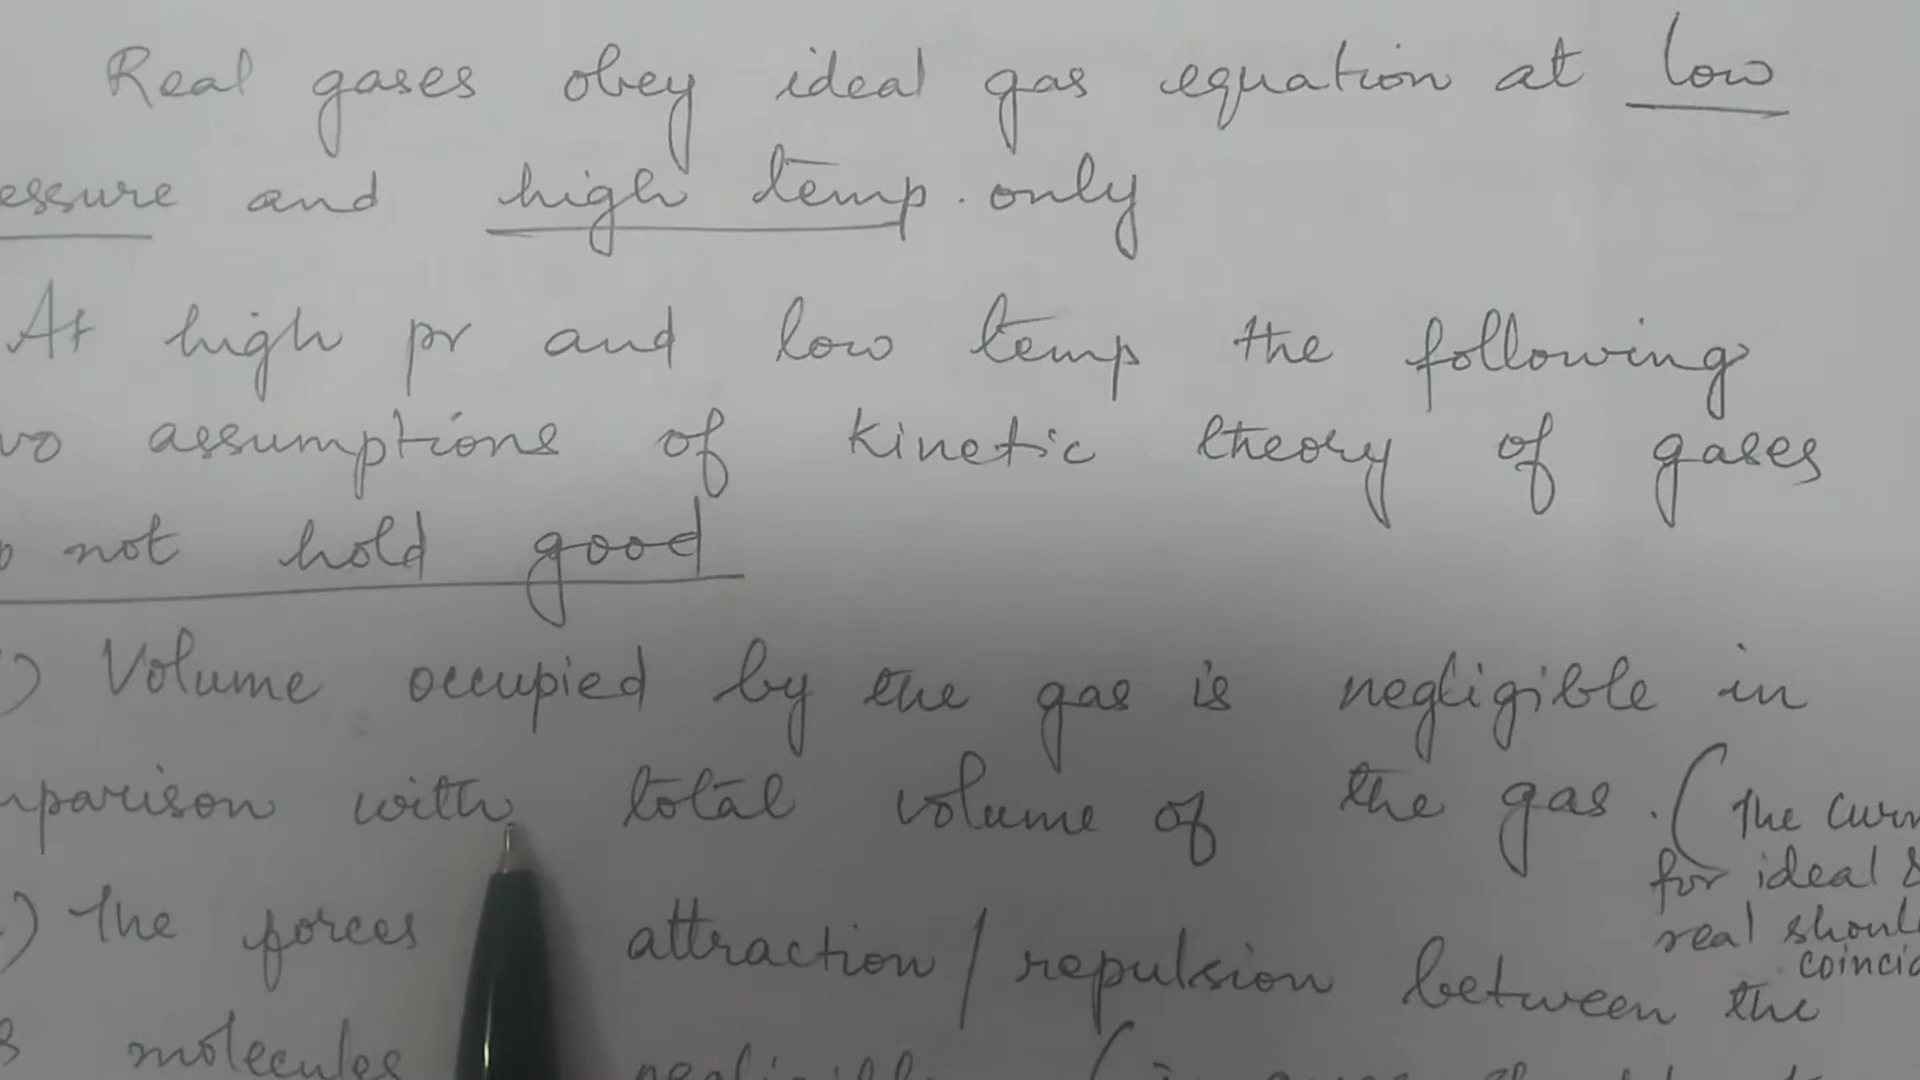 Real gases obey ideal gas equation at low
essure and high temp. only
At high pr and low temp the following
wo assumptions of kinetic theory of gases
o not hold good
) Volume occupied by the gas is negligible in
mparison with total volume of the gas. (The curv
for ideal &
real shoul
coincid
) The forces attraction/repulsion between the
s molecules negligible (